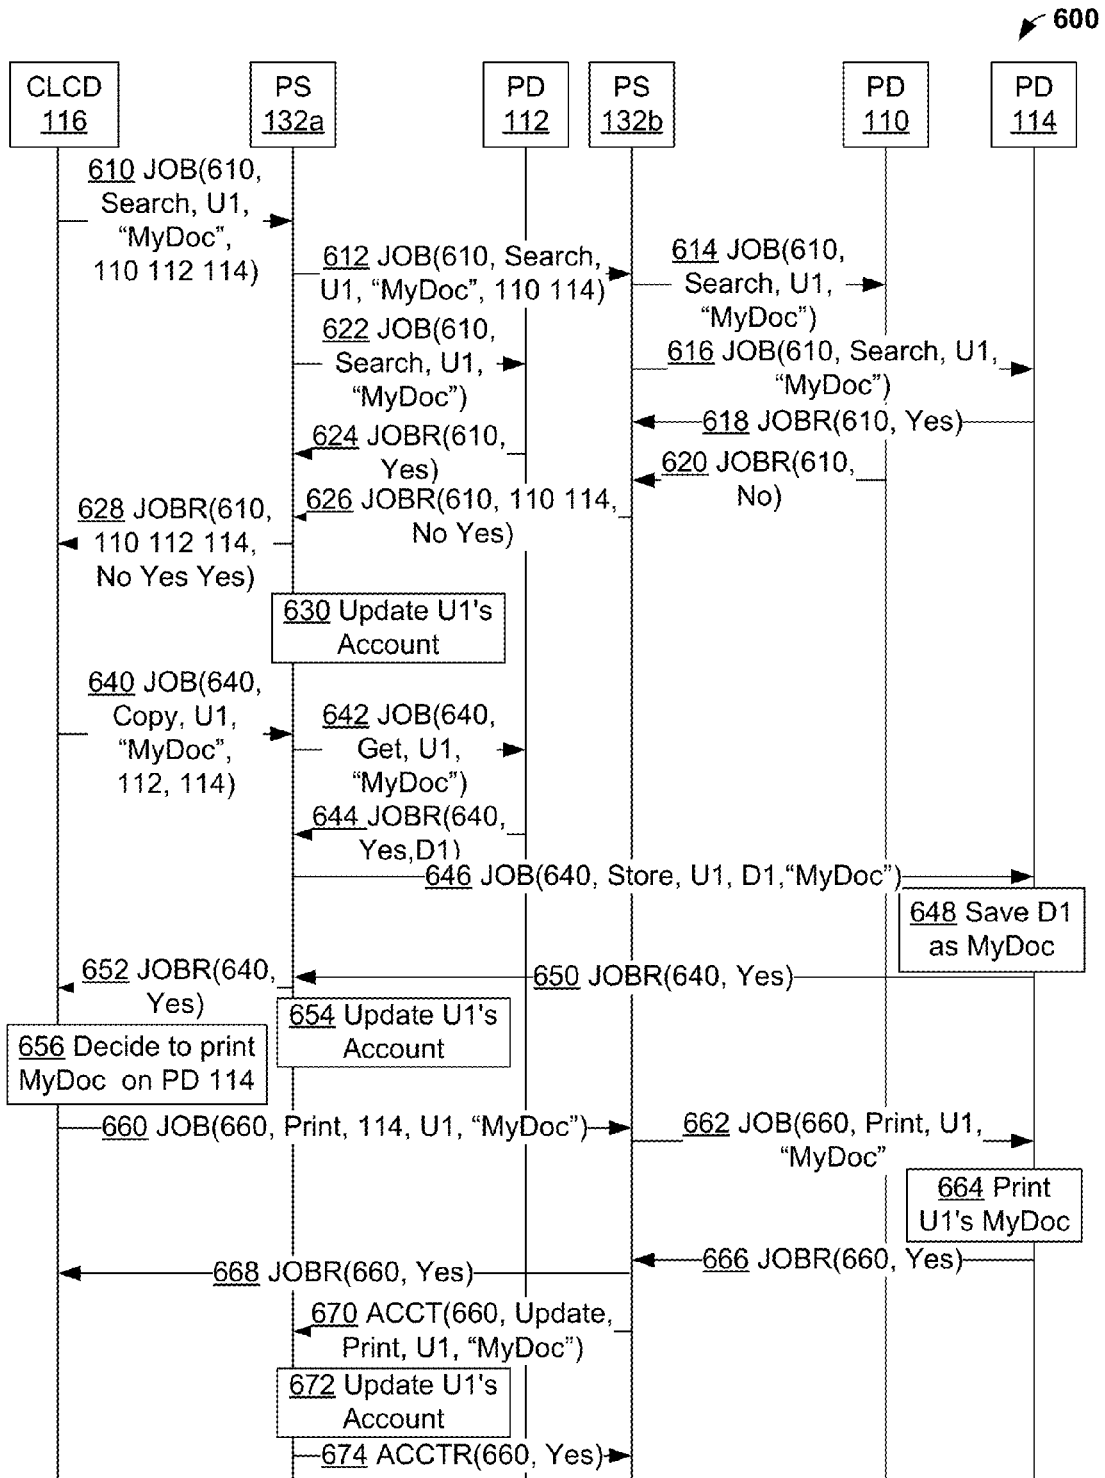 600
CLCD
116
PS
132a
PD
112
PS
132b
PD
110
PD
114
610 JOB(610,
Search, U1,
“MyDoc”,
110 112 114)
612 JOB(610, Search,
U1, “MyDoc”, 110 114)
614 JOB(610,
Search, U1,
“MyDoc”)
622 JOB(610,
Search, U1,
“MyDoc”)
616 JOB(610, Search, U1,
“MyDoc”)
618 JOBR(610, Yes)
624 JOBR(610,
Yes)
620 JOBR(610,
No)
626 JOBR(610, 110 114,
No Yes)
628 JOBR(610,
110 112 114,
No Yes Yes)
630 Update U1's
Account
640 JOB(640,
Copy, U1,
“MyDoc”,
112, 114)
642 JOB(640,
Get, U1,
“MyDoc”)
644 JOBR(640,
Yes,D1)
646 JOB(640, Store, U1, D1,“MyDoc”)
648 Save D1
as MyDoc
650 JOBR(640, Yes)
652 JOBR(640,
Yes)
654 Update U1's
Account
656 Decide to print
MyDoc on PD 114
660 JOB(660, Print, 114, U1, “MyDoc”)
662 JOB(660, Print, U1,
“MyDoc”
664 Print
U1's MyDoc
666 JOBR(660, Yes)
668 JOBR(660, Yes)
670 ACCT(660, Update,
Print, U1, “MyDoc”)
672 Update U1's
Account
674 ACCTR(660, Yes)